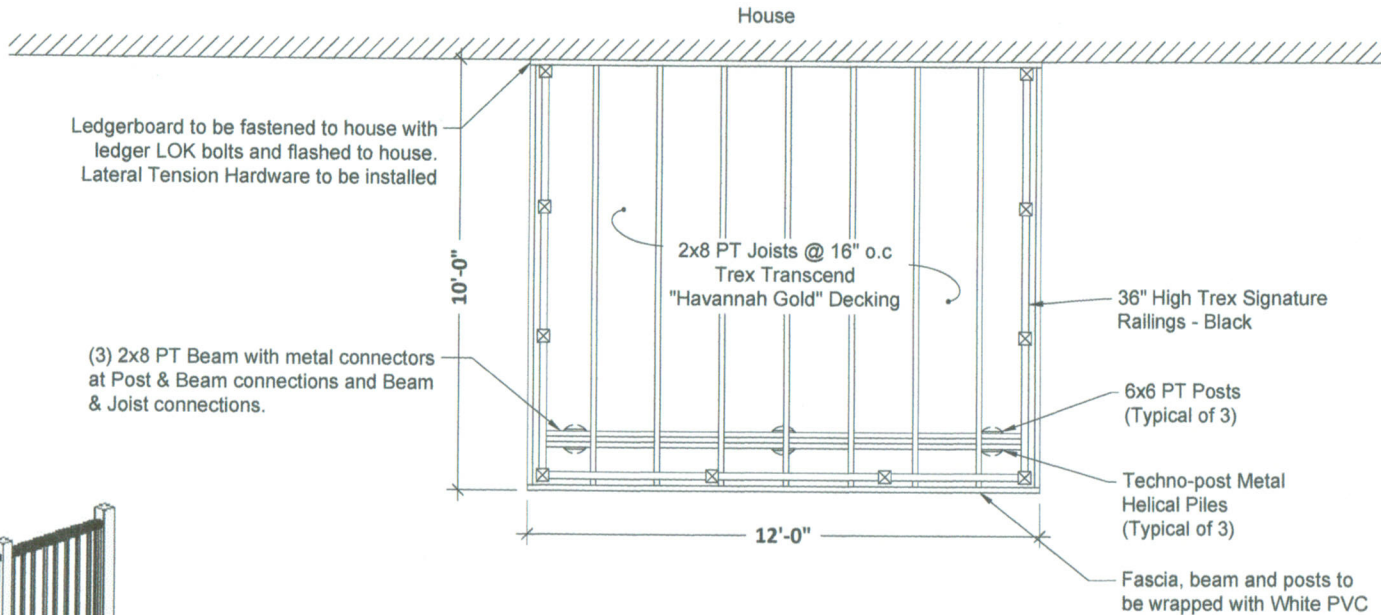 House
Ledgerboard to be fastened to house with
ledger LOK bolts and flashed to house.
Lateral Tension Hardware to be installed
10'-0"
2x8 PT Joists @ 16" o.c
Trex Transcend
"Havannah Gold" Decking
36" High Trex Signature
Railings - Black
(3) 2x8 PT Beam with metal connectors
at Post & Beam connections and Beam
& Joist connections.
6x6 PT Posts
(Typical of 3)
Techno-post Metal
Helical Piles
(Typical of 3)
12'-0"
Fascia, beam and posts to
be wrapped with White PVC